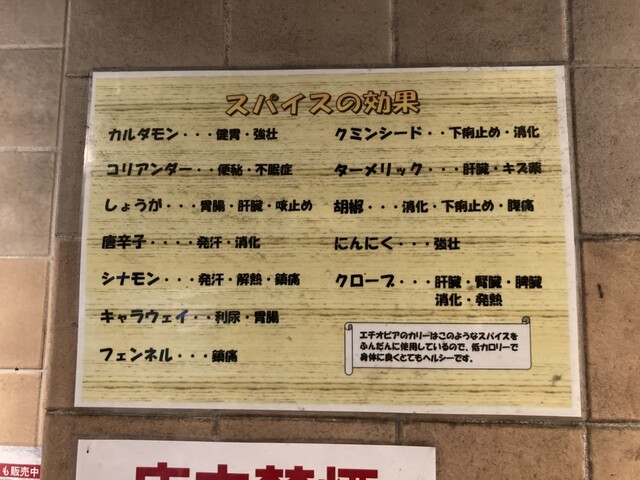 スパイスの効果
カルダモン・・・健胃・強壮
コリアンダー・・便秘・不眠症
しょうが・・・胃腸・肝臓・咳止め
唐辛子・・・・発汗・消化
シナモン・・・発汗・解熱・鎮痛
キャラウェイ・・利尿・胃腸
フェンネル・・・鎮痛
クミンシード・・下痢止め・消化
ターメリック・・・肝臓・キズ薬
胡椒・・・消化・下痢止め・腹痛
にんにく・・・強壮
クローブ・・・肝臓・腎臓・脾臓
消化・発熱
エチオピアのカリーはこのようなスパイスを
ふんだんに使用しているので、低カロリーで
身体に良くとてもヘルシーです。
も販売中
店内禁煙